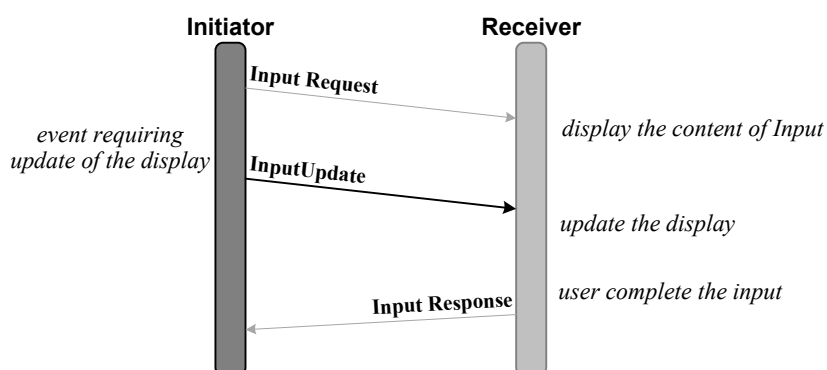 Initiator
Receiver
Input Request
event requiring
update of the display
display the content of Input
InputUpdate
update the display
user complete the input
Input Response